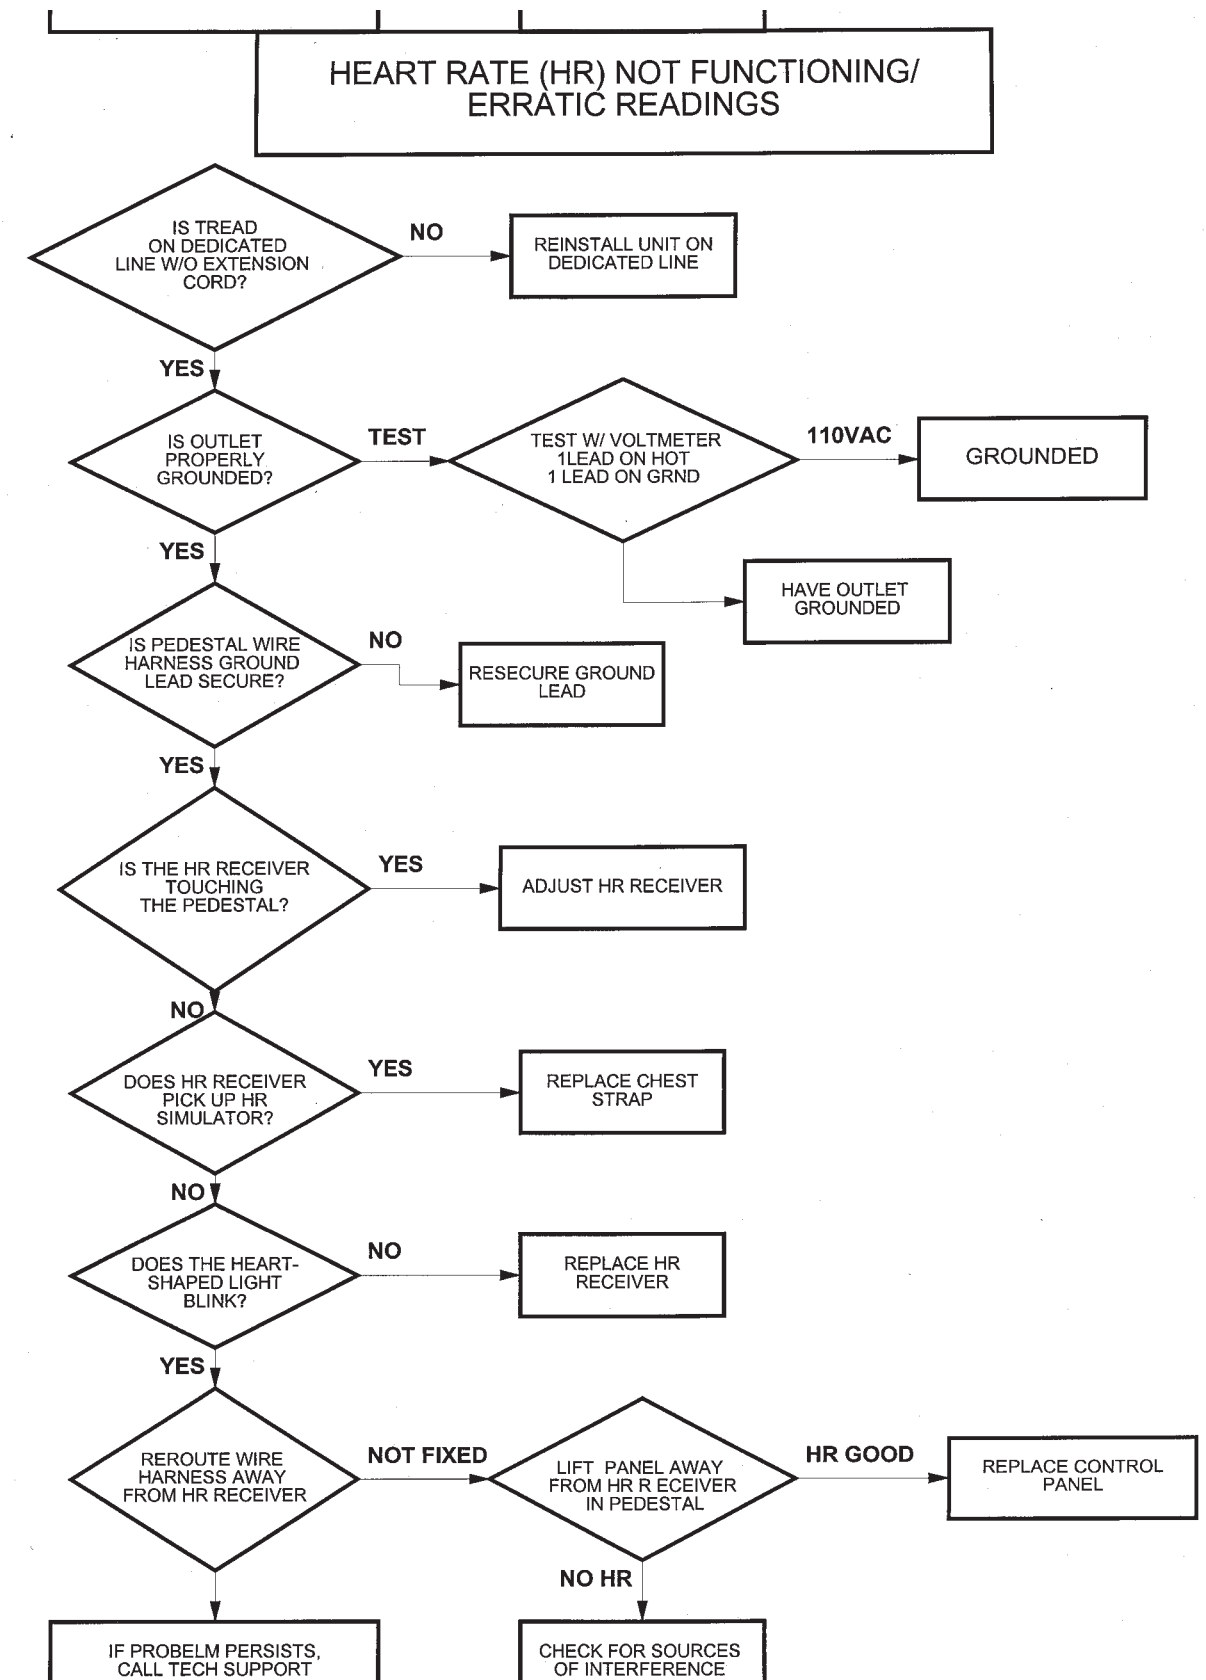 HEART RATE (HR) NOT FUNCTIONING/
ERRATIC READINGS
IS TREAD
ON DEDICATED
LINE W/O EXTENSION
CORD?
NO
REINSTALL UNIT ON
DEDICATED LINE
YES
IS OUTLET
PROPERLY
GROUNDED?
TEST
TEST W/ VOLTMETER
1LEAD ON HOT
1 LEAD ON GRND
110VAC
GROUNDED
HAVE OUTLET
GROUNDED
YES
IS PEDESTAL WIRE
HARNESS GROUND
LEAD SECURE?
NO
RESECURE GROUND
LEAD
YES
IS THE HR RECEIVER
TOUCHING
THE PEDESTAL?
YES
ADJUST HR RECEIVER
NO
DOES HR RECEIVER
PICK UP HR
SIMULATOR?
YES
REPLACE CHEST
STRAP
NO
DOES THE HEART-
SHAPED LIGHT
BLINK?
NO
REPLACE HR
RECEIVER
YES
REROUTE WIRE
HARNESS AWAY
FROM HR RECEIVER
NOT FIXED
LIFT PANEL AWAY
FROM HR R ECEIVER
IN PEDESTAL
HR GOOD
REPLACE CONTROL
PANEL
NO HR
IF PROBELM PERSISTS,
CALL TECH SUPPORT
CHECK FOR SOURCES
OF INTERFERENCE